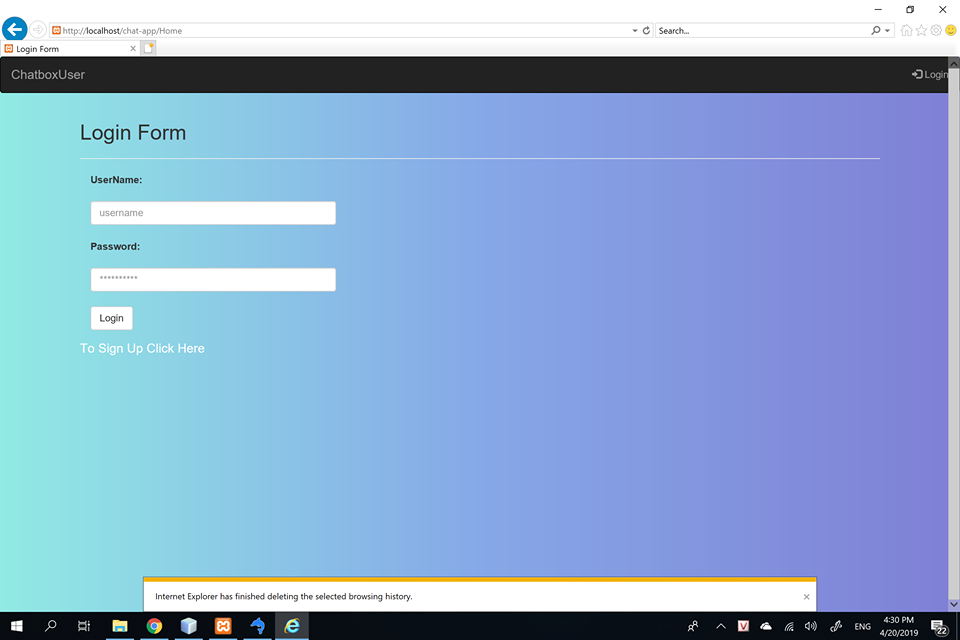 http://localhost/chat-app/Home
Search...
Login Form
ChatboxUser
Login
Login Form
UserName:
username
Password:
**********
Login
To Sign Up Click Here
Internet Explorer has finished deleting the selected browsing history.
ENG
4:30 PM
4/20/2019
22